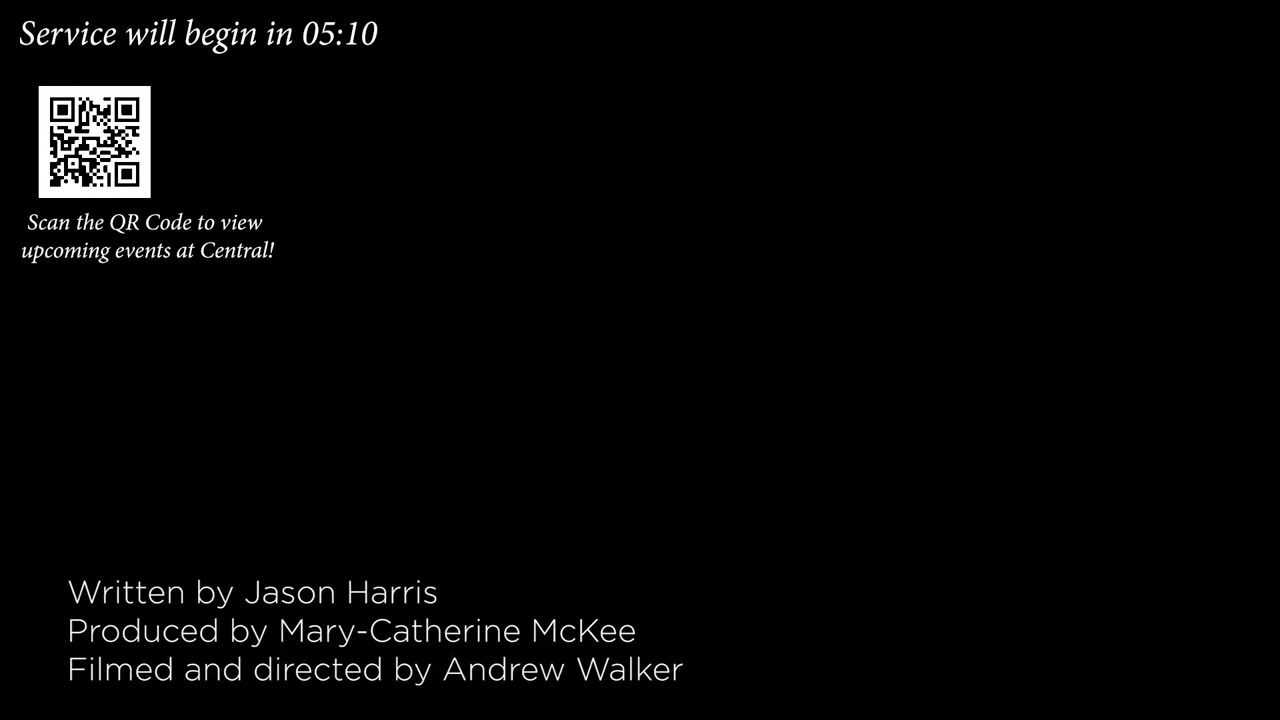 Service will begin in 05:10
Scan the QR Code to view
upcoming events at Central!
Written by Jason Harris
Produced by Mary-Catherine McKee
Filmed and directed by Andrew Walker